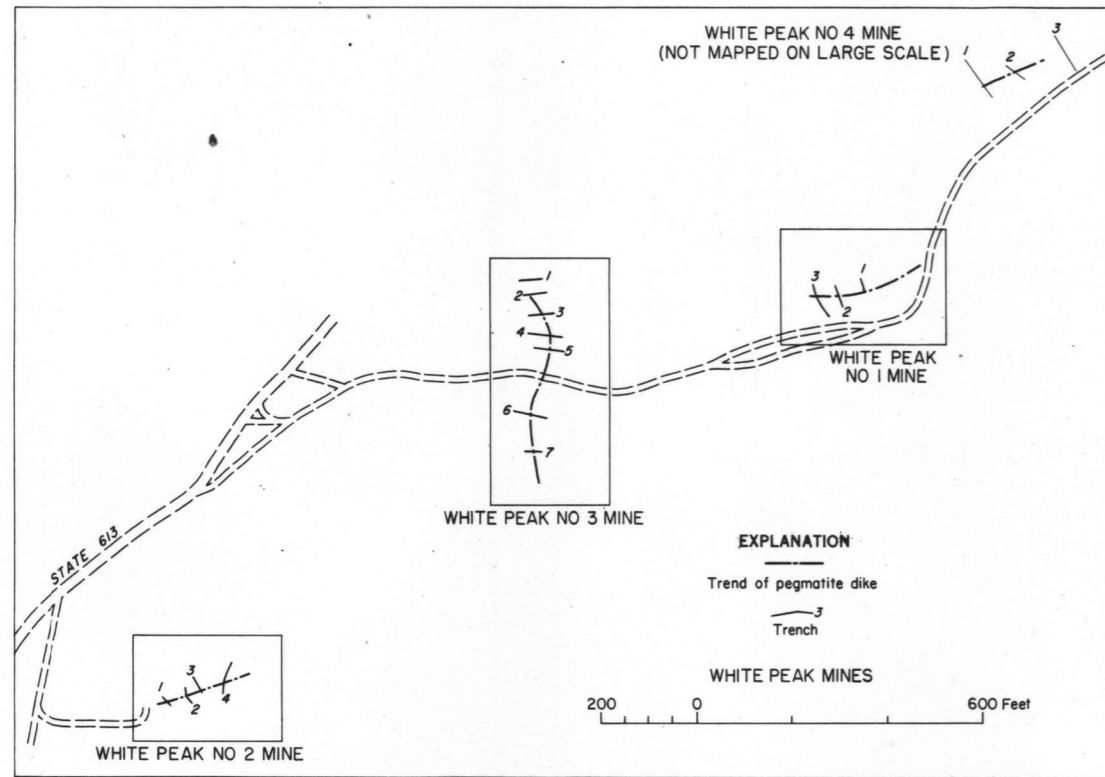 WHITE PEAK NO 4 MINE
(NOT MAPPED ON LARGE SCALE)
1
2
3
3
1
2
WHITE PEAK
NO 1 MINE
1
2
3
4
5
6
7
WHITE PEAK NO 3 MINE
STATE 613
EXPLANATION
Trend of pegmatite dike
3
Trench
1
3
2
4
WHITE PEAK NO 2 MINE
WHITE PEAK MINES
200 0 600 Feet